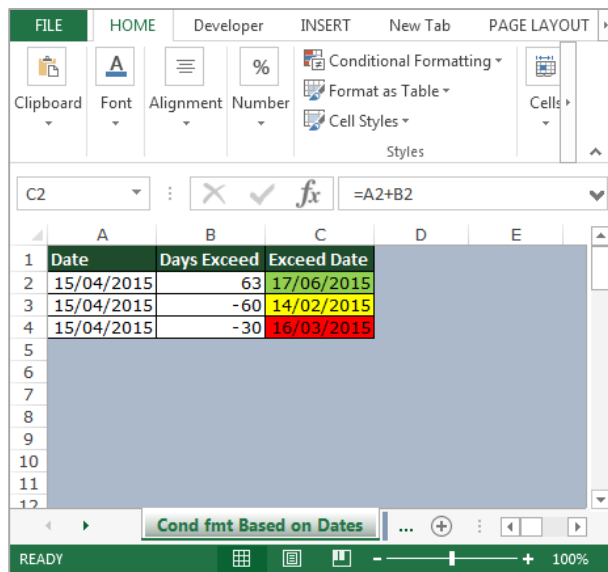 FILE HOME Developer INSERT New Tab PAGE LAYOUT
A %
Clipboard Font Alignment Number
Conditional Formatting
Format as Table
Cell Styles
Cells
Styles
C2 fx =A2+B2
A B C D E
1 Date Days Exceed Exceed Date
2 15/04/2015 63 17/06/2015
3 15/04/2015 -60 14/02/2015
4 15/04/2015 -30 16/03/2015
5
6
7
8
9
10
11
12
Cond fmt Based on Dates ...
READY 100%